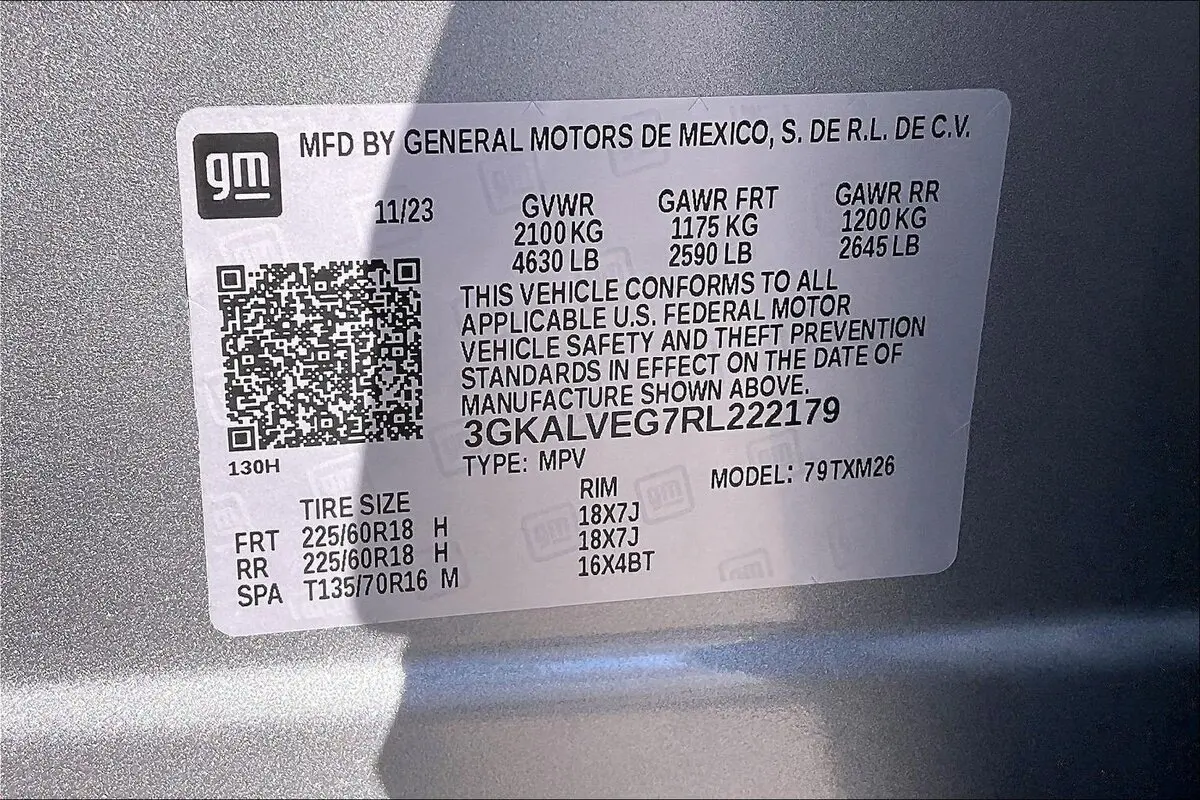 gm
MFD BY GENERAL MOTORS DE MEXICO, S. DE R.L. DE C.V.
11/23 GVWR GAWR FRT GAWR RR
2100 KG 1175 KG 1200 KG
4630 LB 2590 LB 2645 LB
THIS VEHICLE CONFORMS TO ALL
APPLICABLE U.S. FEDERAL MOTOR
VEHICLE SAFETY AND THEFT PREVENTION
STANDARDS IN EFFECT ON THE DATE OF
MANUFACTURE SHOWN ABOVE.
3GKALVEG7RL222179
130H
TYPE: MPV MODEL: 79TXM26
TIRE SIZE RIM
FRT 225/60R18 H 18X7J
RR 225/60R18 H 18X7J
SPA T135/70R16 M 16X4BT